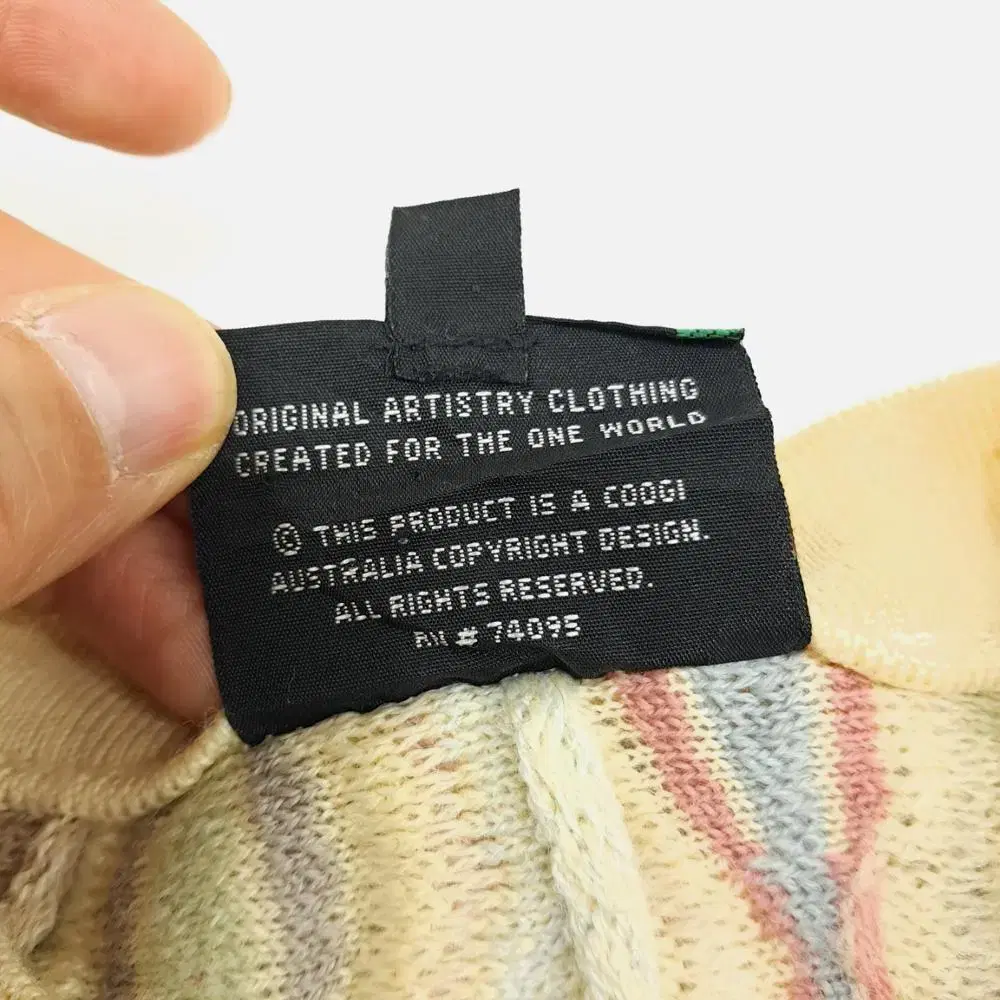 ORIGINAL ARTISTRY CLOTHING
CREATED FOR THE ONE WORLD
© THIS PRODUCT IS A COOGI
AUSTRALIA COPYRIGHT DESIGN.
ALL RIGHTS RESERVED.
RN # 74095